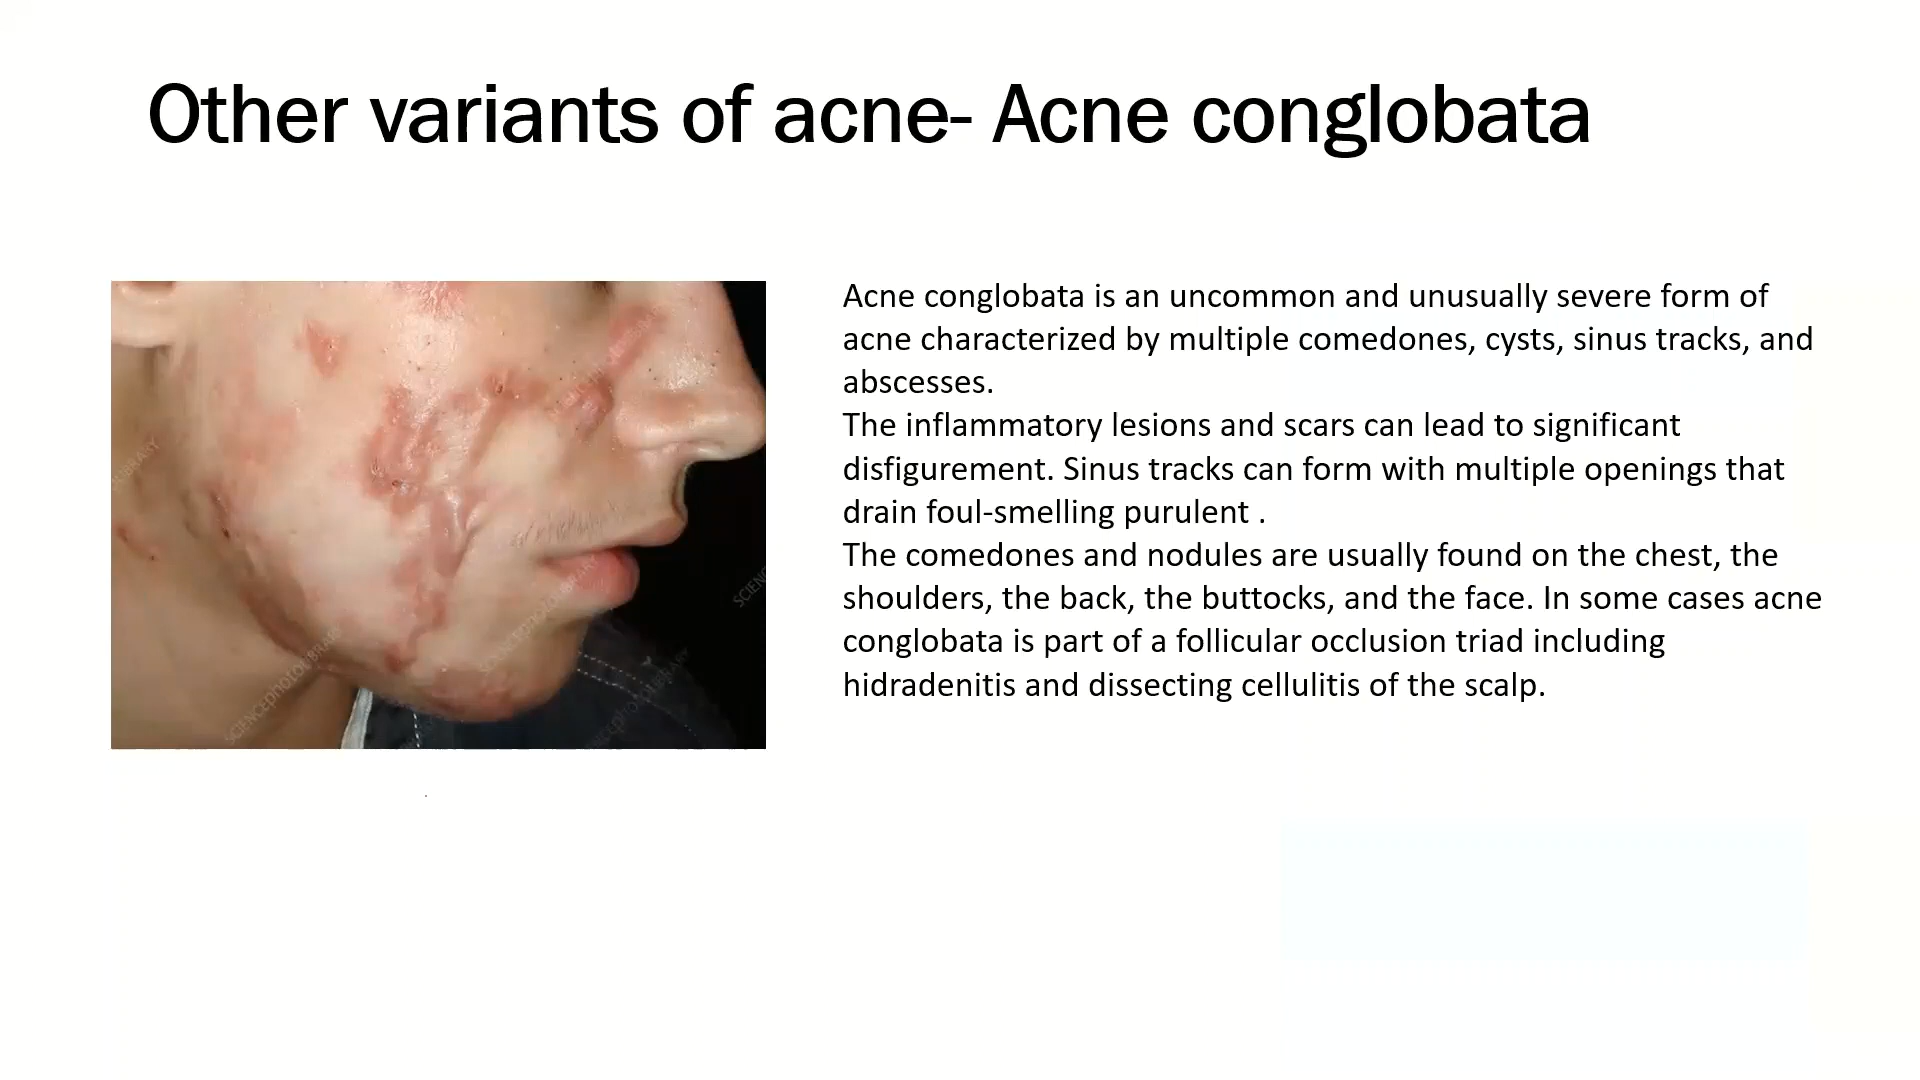 Other variants of acne- Acne conglobata
Acne conglobata is an uncommon and unusually severe form of
acne characterized by multiple comedones, cysts, sinus tracks, and
abscesses.
The inflammatory lesions and scars can lead to significant
disfigurement. Sinus tracks can form with multiple openings that
drain foul-smelling purulent .
The comedones and nodules are usually found on the chest, the
shoulders, the back, the buttocks, and the face. In some cases acne
conglobata is part of a follicular occlusion triad including
hidradenitis and dissecting cellulitis of the scalp.
SCIENCEPHOTOLIBRARY